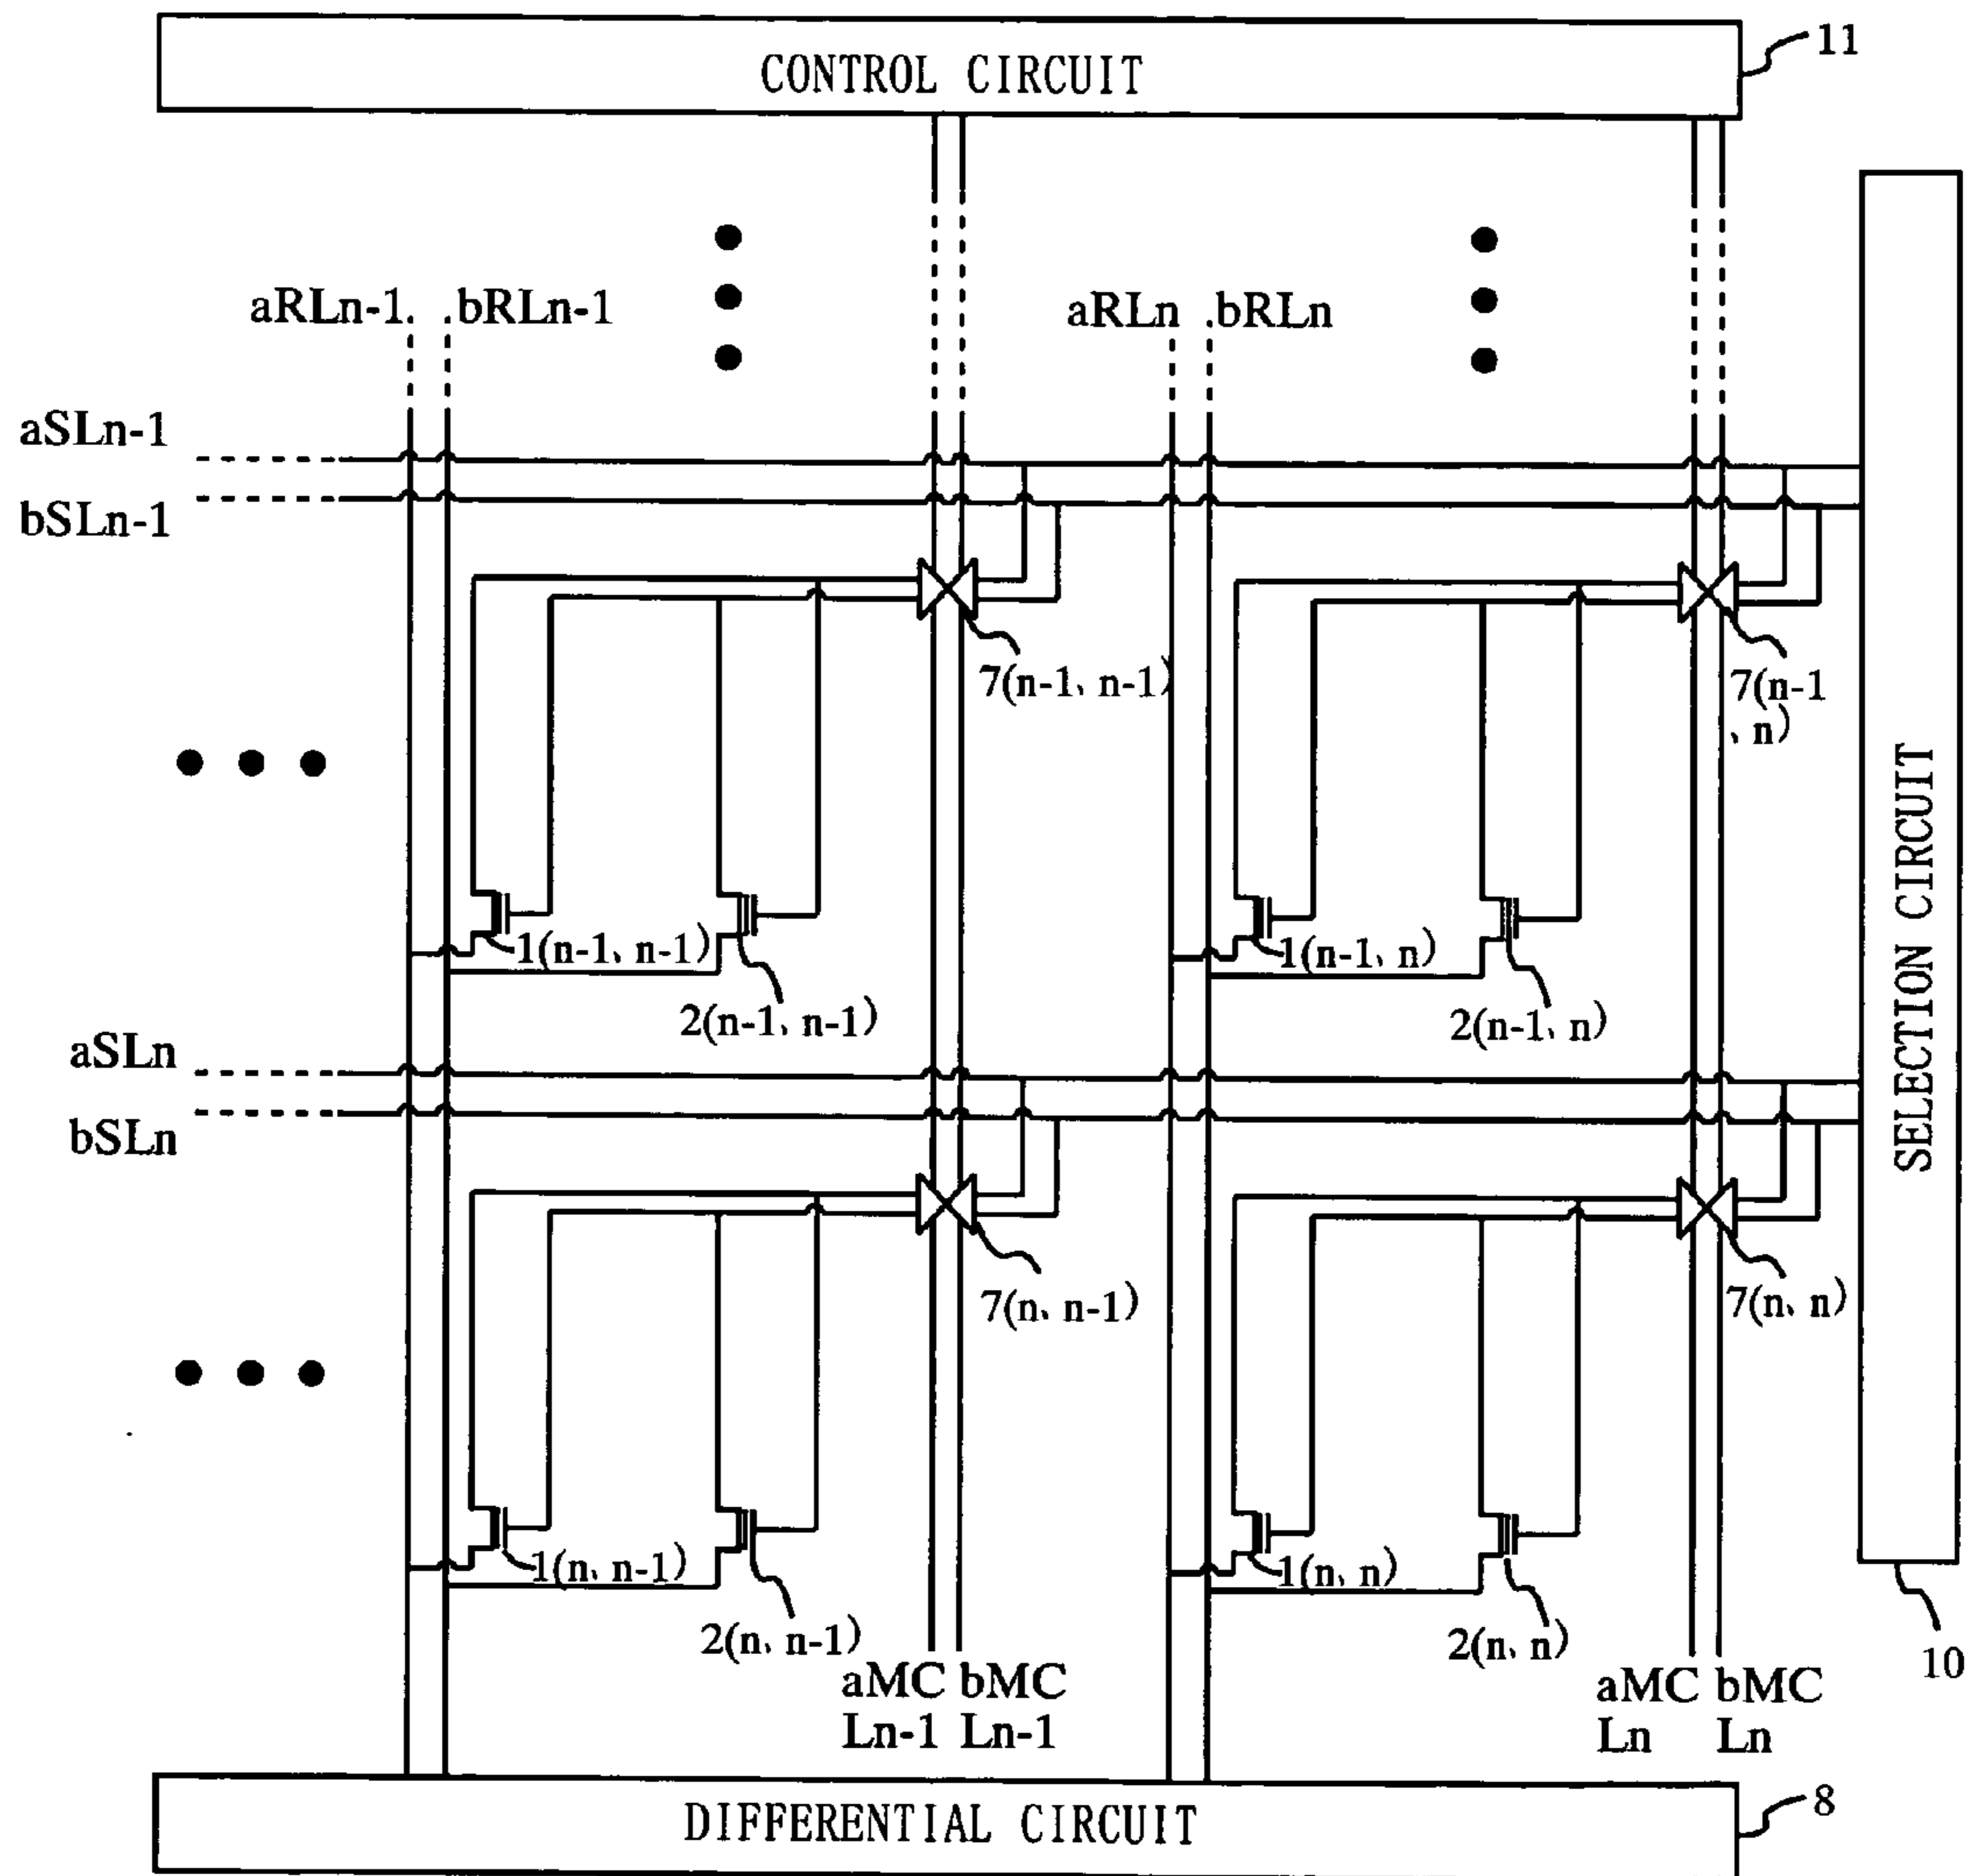 CONTROL CIRCUIT
11
aRLn-1
bRLn-1
aRLn
bRLn
aSLn-1
bSLn-1
7(n-1、n-1)
7(n-1
、n)
SELECTION CIRCUIT
1(n-1、n-1)
1(n-1、n)
2(n-1、n-1)
2(n-1、n)
aSLn
bSLn
7(n、n-1)
7(n、n)
1(n、n-1)
1(n、n)
2(n、n-1)
2(n、n)
10
aMC bMC
Ln-1 Ln-1
aMC bMC
Ln Ln
DIFFERENTIAL CIRCUIT
8